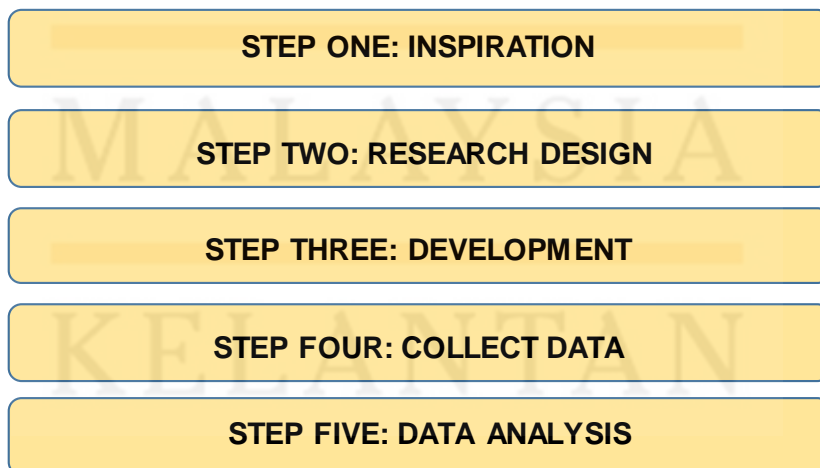 STEP ONE: INSPIRATION
MALAYSIA
STEP TWO: RESEARCH DESIGN
STEP THREE: DEVELOPMENT
KELANTAN
STEP FOUR: COLLECT DATA
STEP FIVE: DATA ANALYSIS